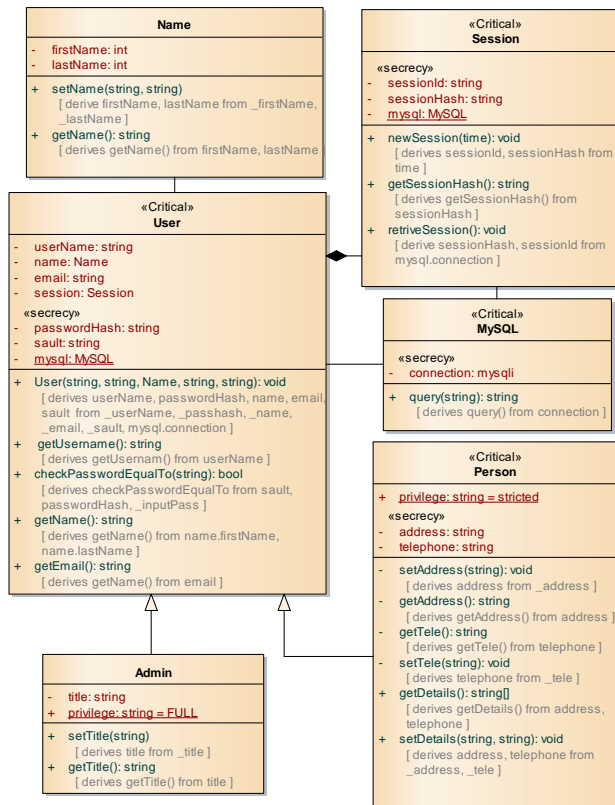 Name
- firstName: int
- lastName: int
+ setName(string, string)
[ derive firstName, lastName from _firstName,
_lastName ]
+ getName(): string
[ derives getName() from firstName, lastName
«Critical»
Session
«secrecy»
- sessionId: string
- sessionHash: string
- mysql: MySQL
+ newSession(time): void
[ derives sessionId, sessionHash from
time ]
+ getSessionHash(): string
[ derives getSessionHash() from
sessionHash ]
+ retriveSession(): void
[ derive sessionHash, sessionId from
mysql.connection ]
«Critical»
User
- userName: string
- name: Name
- email: string
- session: Session
«secrecy»
- passwordHash: string
- sault: string
- mysql: MySQL
+ User(string, string, Name, string, string): void
[ derives userName, passwordHash, name, email,
sault from _userName, _passhash, _name,
_email, _sault, mysql.connection ]
+ getUsername(): string
[ derives getUsernam() from userName ]
+ checkPasswordEqualTo(string): bool
[ derives checkPasswordEqualTo from sault,
passwordHash, _inputPass ]
+ getName(): string
[ derives getName() from name.firstName,
name.lastName ]
+ getEmail(): string
[ derives getName() from email ]
«Critical»
MySQL
«secrecy»
- connection: mysqli
+ query(string): string
[ derives query() from connection ]
«Critical»
Person
+ privilege: string = stricted
«secrecy»
- address: string
- telephone: string
- setAddress(string): void
[ derives address from _address ]
- getAddress(): string
[ derives getAddress() from address ]
- getTele(): string
[ derives getTele() from telephone ]
- setTele(string): void
[ derives telephone from _tele ]
+ getDetails(): string[]
[ derives getDetails() from address,
telephone ]
+ setDetails(string, string): void
[ derives address, telephone from
_address, _tele ]
Admin
- title: string
+ privilege: string = FULL
+ setTitle(string)
[ derives title from _title ]
+ getTitle(): string
[ derives getTitle() from title ]